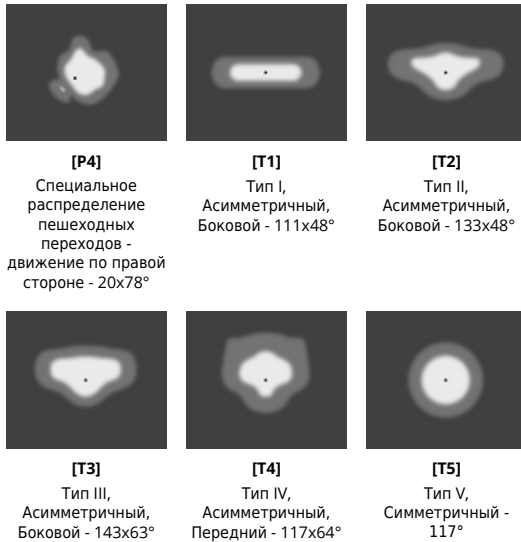 [P4]
Специальное
распределение
пешеходных
переходов -
движение по правой
стороне - 20x78°
[T1]
Тип I,
Асимметричный,
Боковой - 111x48°
[T2]
Тип II,
Асимметричный,
Боковой - 133x48°
[T3]
Тип III,
Асимметричный,
Боковой - 143x63°
[T4]
Тип IV,
Асимметричный,
Передний - 117x64°
[T5]
Тип V,
Симметричный -
117°